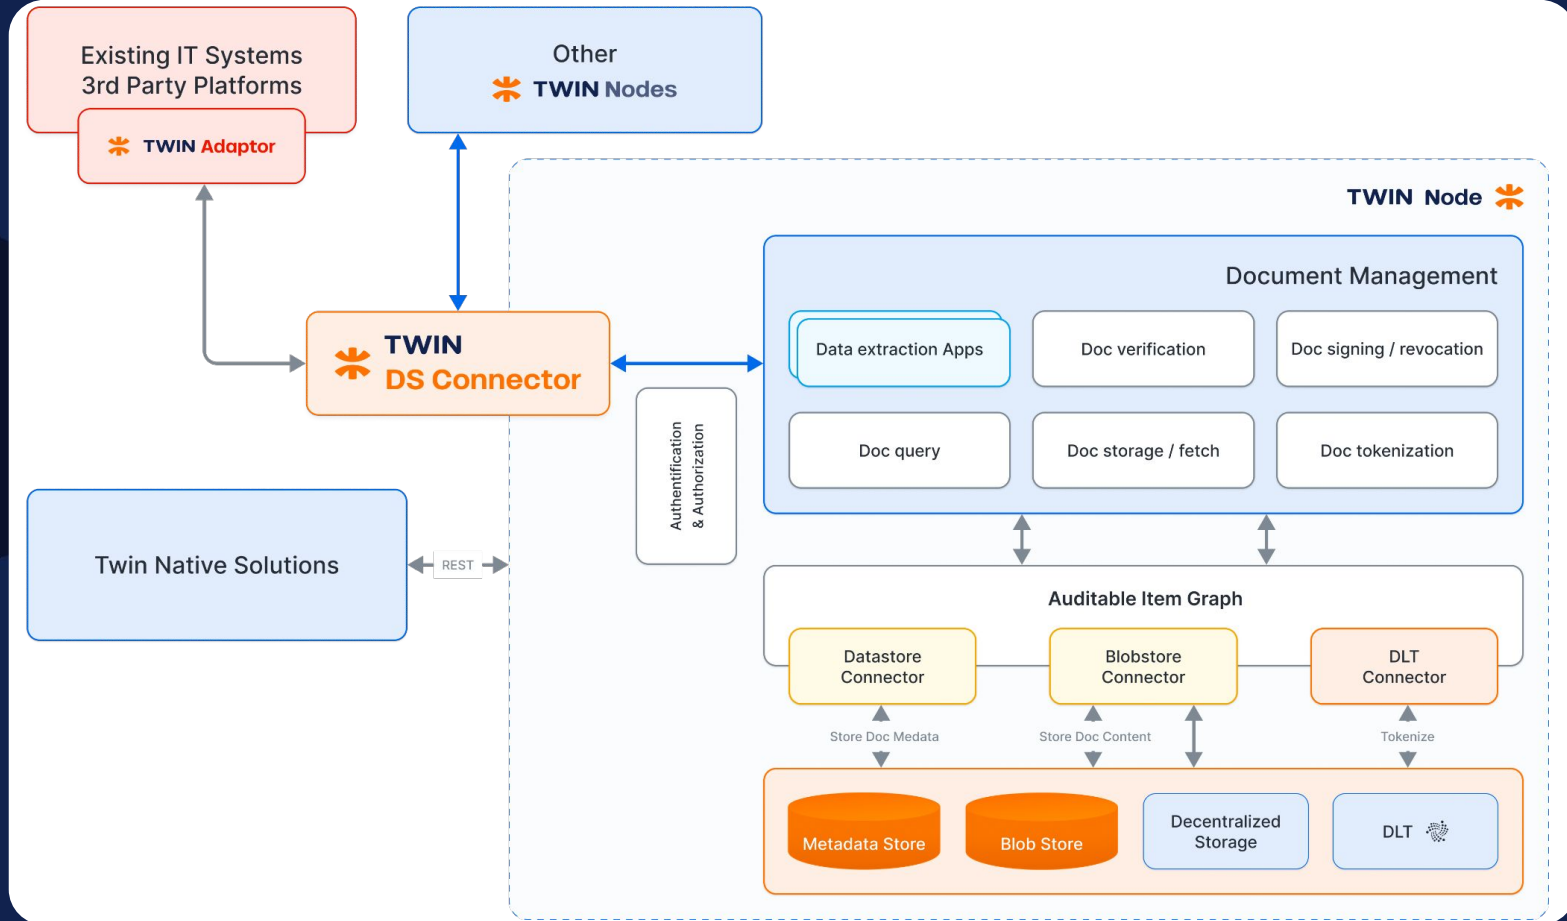 Existing IT Systems
3rd Party Platforms
TWIN Adaptor
Other
TWIN Nodes
TWIN Node
Document Management
Data extraction Apps
Doc verification
Doc signing / revocation
Doc query
Doc storage / fetch
Doc tokenization
TWIN
DS Connector
Authentification
& Authorization
Twin Native Solutions
REST
Auditable Item Graph
Datastore
Connector
Blobstore
Connector
DLT
Connector
Store Doc Medata
Store Doc Content
Tokenize
Metadata Store
Blob Store
Decentralized
Storage
DLT